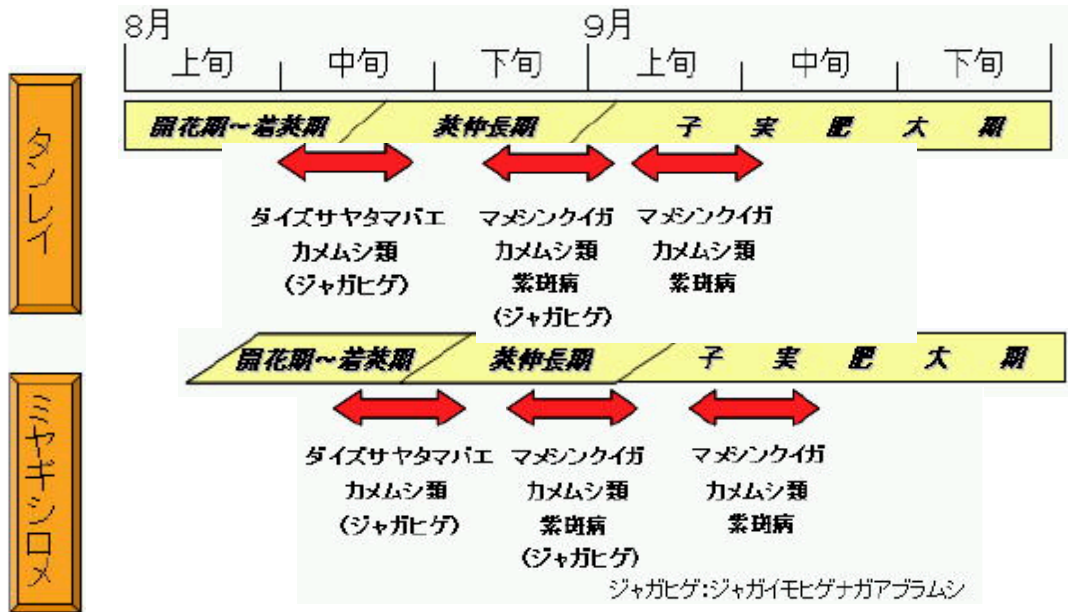 8月 9月
上旬 中旬 下旬 上旬 中旬 下旬
タンレイ
開花期～若莢期 莢伸長期 子実肥大期
ダイズサヤタマバエ マメシンクイガ マメシンクイガ
カメムシ類 カメムシ類 カメムシ類
(ジャガヒゲ) 紫斑病 紫斑病
(ジャガヒゲ)
ミヤギシロメ
開花期～若莢期 莢伸長期 子実肥大期
ダイズサヤタマバエ マメシンクイガ マメシンクイガ
カメムシ類 カメムシ類 カメムシ類
(ジャガヒゲ) 紫斑病 紫斑病
(ジャガヒゲ)
ジャガヒゲ:ジャガイモヒゲナガアブラムシ